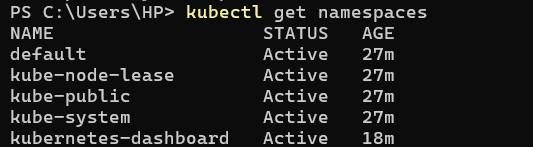 PS C:\Users\HP> kubectl get namespaces
NAME                   STATUS   AGE
default                Active   27m
kube-node-lease        Active   27m
kube-public            Active   27m
kube-system            Active   27m
kubernetes-dashboard   Active   18m